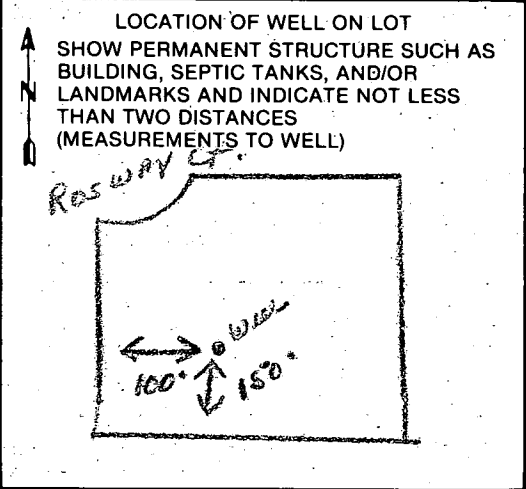 LOCATION OF WELL ON LOT
SHOW PERMANENT STRUCTURE SUCH AS
BUILDING, SEPTIC TANKS, AND/OR
N LANDMARKS AND INDICATE NOT LESS
THAN TWO DISTANCES
(MEASUREMENTS TO WELL)
ROSWAY CT.
WELL
100'
150'